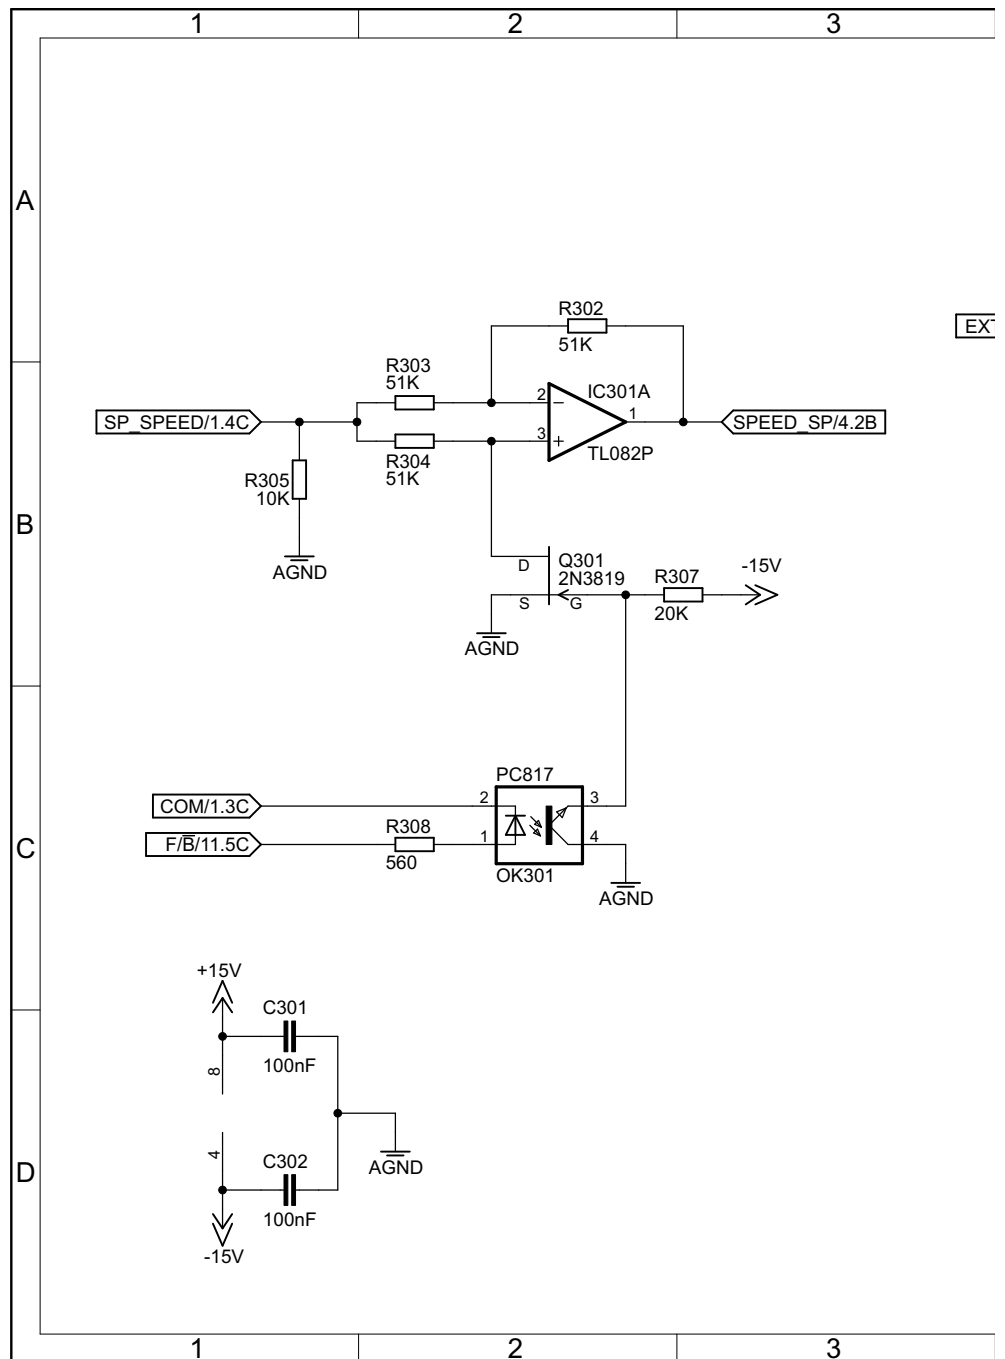 1 2 3
A
R302
51K
EXT
R303
51K
IC301A
2
−
1
SP_SPEED/1.4C
SPEED_SP/4.2B
3
+
R304
51K
TL082P
R305
10K
B
AGND
Q301
2N3819
D
S
G
R307
20K
-15V
AGND
PC817
COM/1.3C
2
3
C
F/B̅/11.5C
R308
560
1
4
OK301
AGND
+15V
C301
100nF
8
4
D
C302
100nF
AGND
-15V
1 2 3